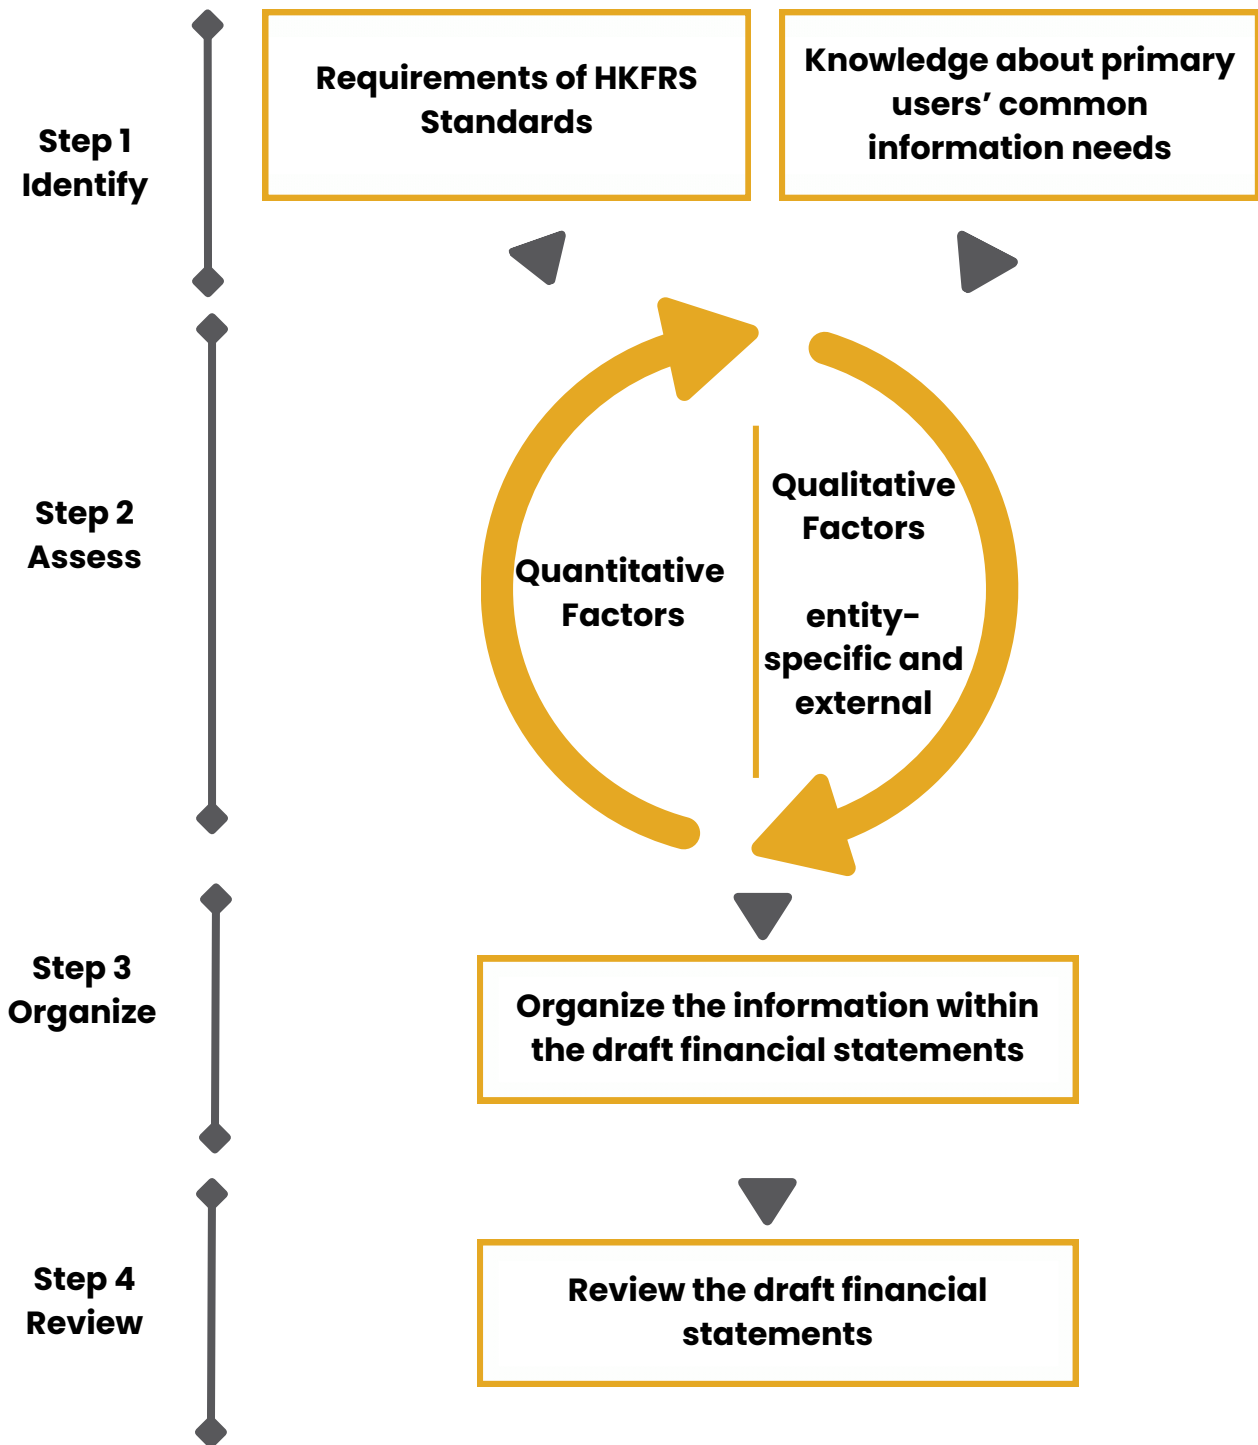 Step 1
Identify
Requirements of HKFRS
Standards
Knowledge about primary
users’ common
information needs
Step 2
Assess
Quantitative
Factors
Qualitative
Factors
entity-
specific and
external
Step 3
Organize
Organize the information within
the draft financial statements
Step 4
Review
Review the draft financial
statements